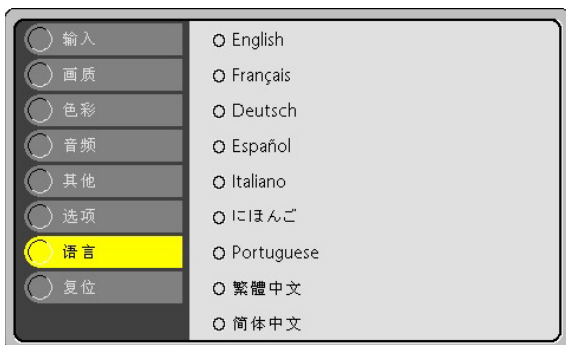 输入
画质
色彩
音频
其他
选项
语言
复位
English
Français
Deutsch
Español
Italiano
にほんご
Portuguese
繁體中文
简体中文